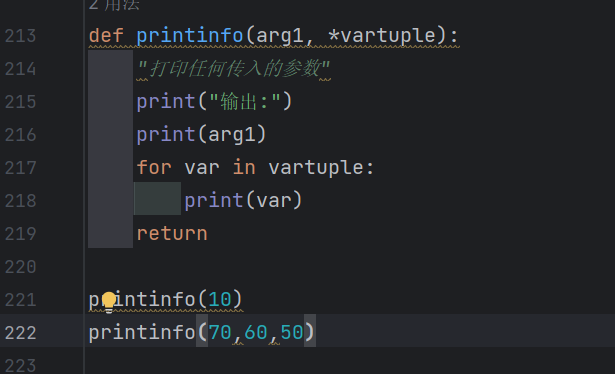 2 用法
213 def printinfo(arg1, *vartuple):
214 "打印任何传入的参数"
215 print("输出:")
216 print(arg1)
217 for var in vartuple:
218 print(var)
219 return
220
221 printinfo(10)
222 printinfo(70,60,50)
223